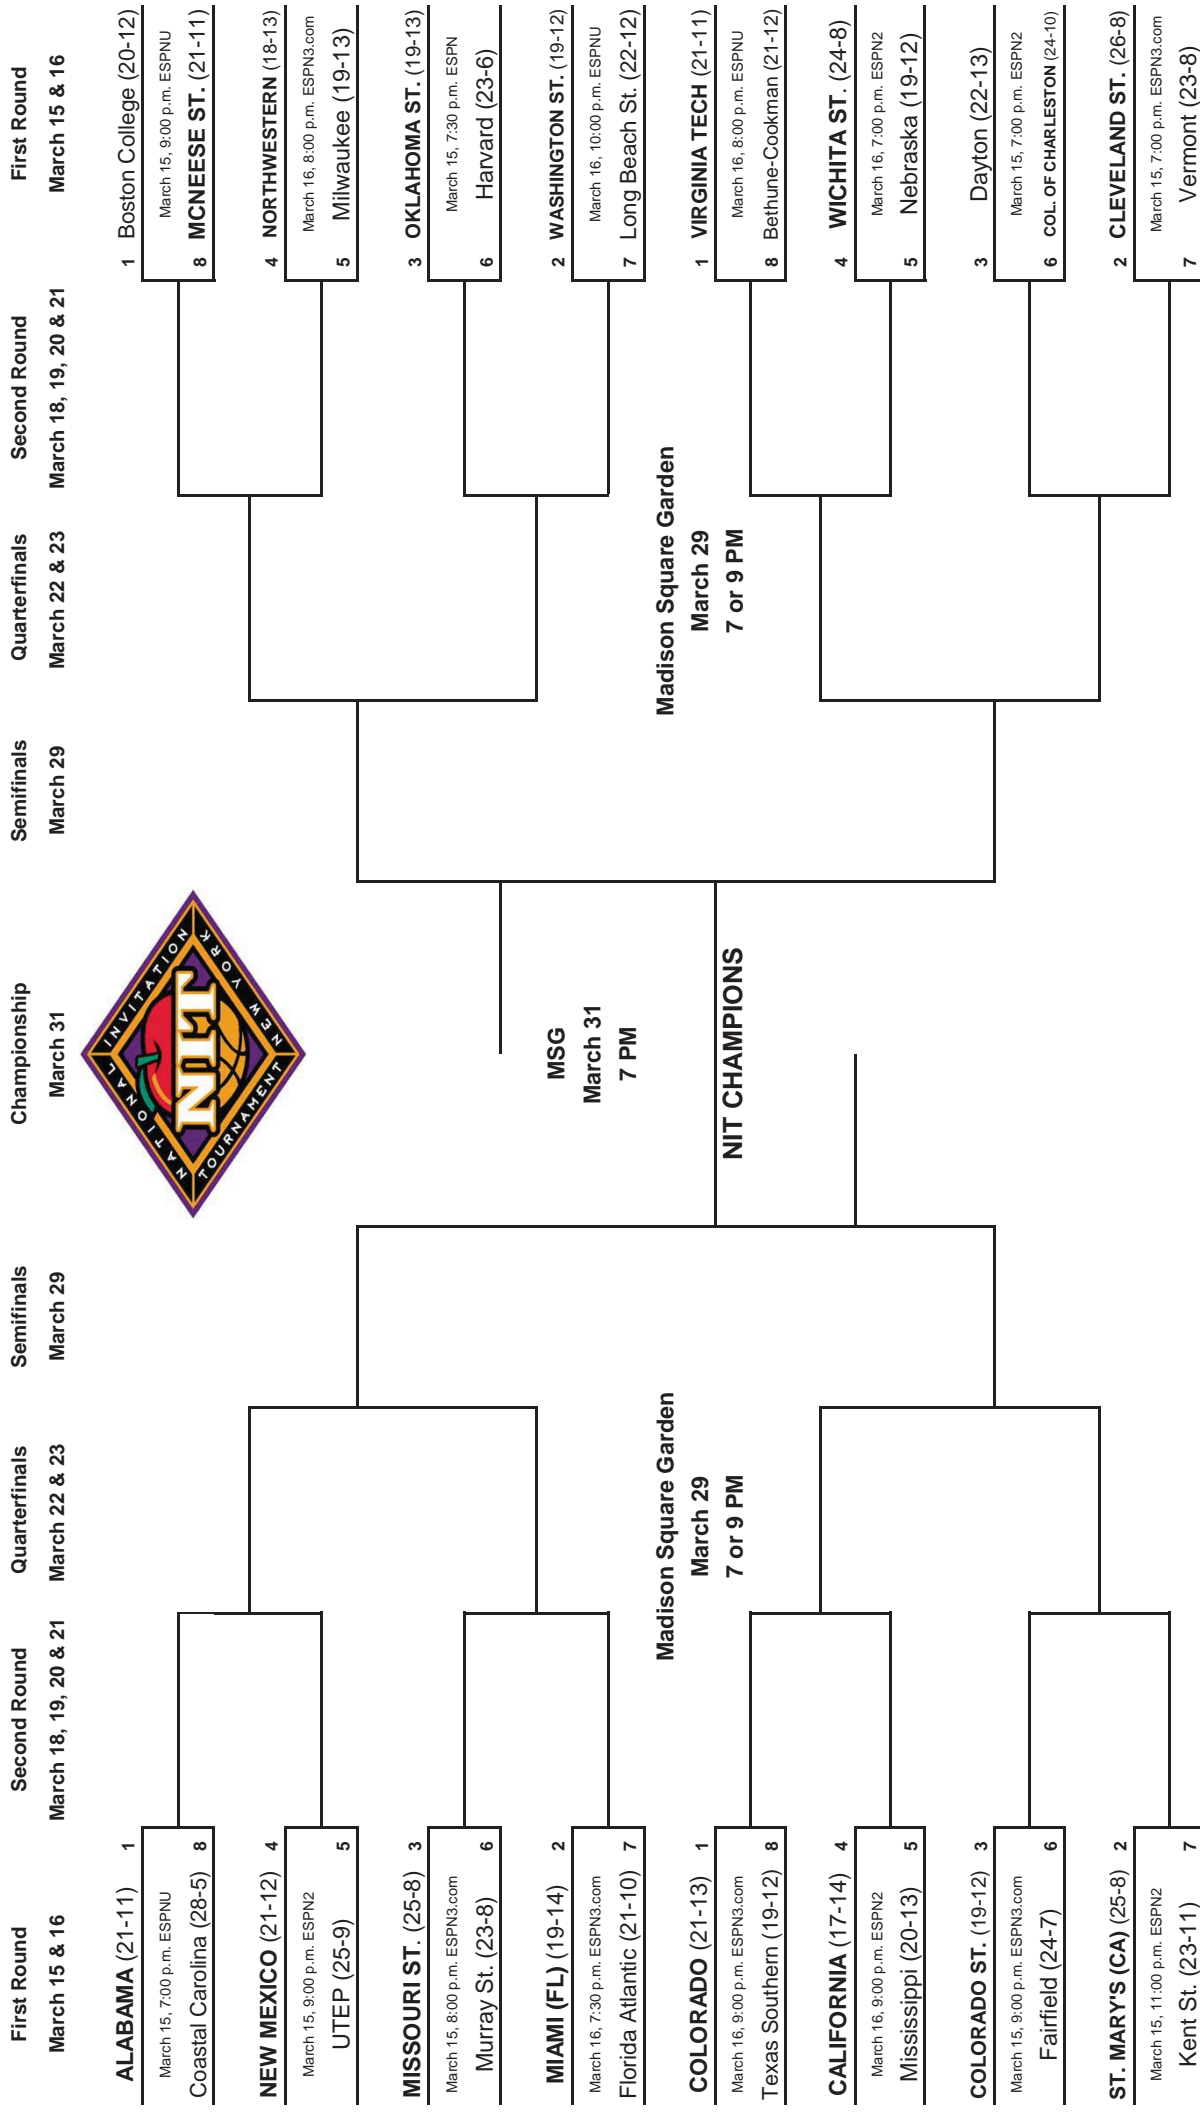 First Round
Second Round
Quarterfinals
Semifinals
Championship
Semifinals
Quarterfinals
Second Round
First Round
March 15 & 16
March 18, 19, 20 & 21
March 22 & 23
March 29
March 31
March 29
March 22 & 23
March 18, 19, 20 & 21
March 15 & 16
NATIONAL INVITATION
NIT
TOURNAMENT NEW YORK
ALABAMA (21-11) 1
March 15, 7:00 p.m. ESPNU
Coastal Carolina (28-5) 8
NEW MEXICO (21-12) 4
March 15, 9:00 p.m. ESPN2
UTEP (25-9) 5
MISSOURI ST. (25-8) 3
March 15, 8:00 p.m. ESPN3.com
Murray St. (23-8) 6
MIAMI (FL) (19-14) 2
March 16, 7:30 p.m. ESPN3.com
Florida Atlantic (21-10) 7
COLORADO (21-13) 1
March 16, 9:00 p.m. ESPN3.com
Texas Southern (19-12) 8
CALIFORNIA (17-14) 4
March 16, 9:00 p.m. ESPN2
Mississippi (20-13) 5
COLORADO ST. (19-12) 3
March 15, 9:00 p.m. ESPN3.com
Fairfield (24-7) 6
ST. MARY'S (CA) (25-8) 2
March 15, 11:00 p.m. ESPN2
Kent St. (23-11) 7
Madison Square Garden
March 29
7 or 9 PM
MSG
March 31
7 PM
NIT CHAMPIONS
Madison Square Garden
March 29
7 or 9 PM
1 Boston College (20-12)
March 15, 9:00 p.m. ESPNU
8 MCNEESE ST. (21-11)
4 NORTHWESTERN (18-13)
March 16, 8:00 p.m. ESPN3.com
5 Milwaukee (19-13)
3 OKLAHOMA ST. (19-13)
March 15, 7:30 p.m. ESPN
6 Harvard (23-6)
2 WASHINGTON ST. (19-12)
March 16, 10:00 p.m. ESPNU
7 Long Beach St. (22-12)
1 VIRGINIA TECH (21-11)
March 16, 8:00 p.m. ESPNU
8 Bethune-Cookman (21-12)
4 WICHITA ST. (24-8)
March 16, 7:00 p.m. ESPN2
5 Nebraska (19-12)
3 Dayton (22-13)
March 15, 7:00 p.m. ESPN2
6 COL. OF CHARLESTON (24-10)
2 CLEVELAND ST. (26-8)
March 15, 7:00 p.m. ESPN3.com
7 Vermont (23-8)